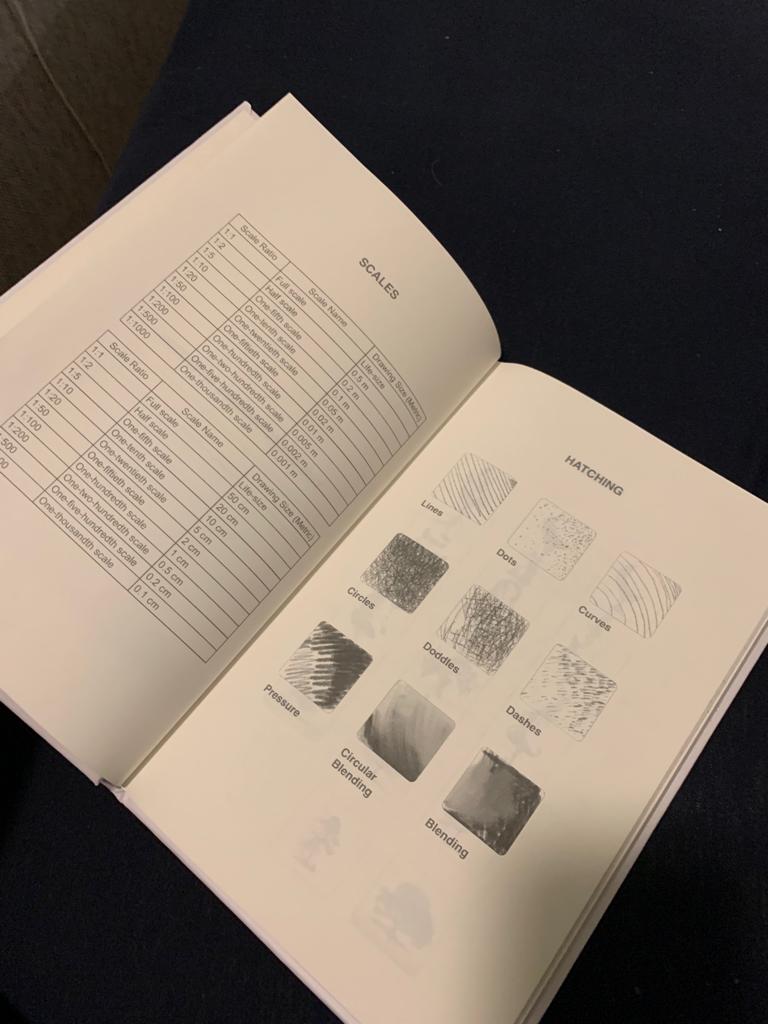 SCALES
Scale Ratio Scale Name Drawing Size (Metric)
1:1 Full scale Life-size
1:2 Half scale 0.5 m
1:5 One-fifth scale 0.2 m
1:10 One-tenth scale 0.1 m
1:20 One-twentieth scale 0.05 m
1:50 One-fiftieth scale 0.02 m
1:100 One-hundredth scale 0.01 m
1:200 One-two-hundredth scale 0.005 m
1:500 One-five-hundredth scale 0.002 m
1:1000 One-thousandth scale 0.001 m
Scale Ratio Scale Name Drawing Size (Metric)
1:1 Full scale Life-size
1:2 Half scale 50 cm
One-fifth scale 20 cm
1:10 One-tenth scale 10 cm
1:20 One-twentieth scale 5 cm
1:50 One-fiftieth scale 2 cm
1:100 One-hundredth scale 1 cm
1:200 One-two-hundredth scale 0.5 cm
500 One-five-hundredth scale 0.2 cm
00 One-thousandth scale 0.1 cm
HATCHING
Lines
Dots
Curves
Circles
Doddles
Dashes
Pressure
Circular
Blending
Blending